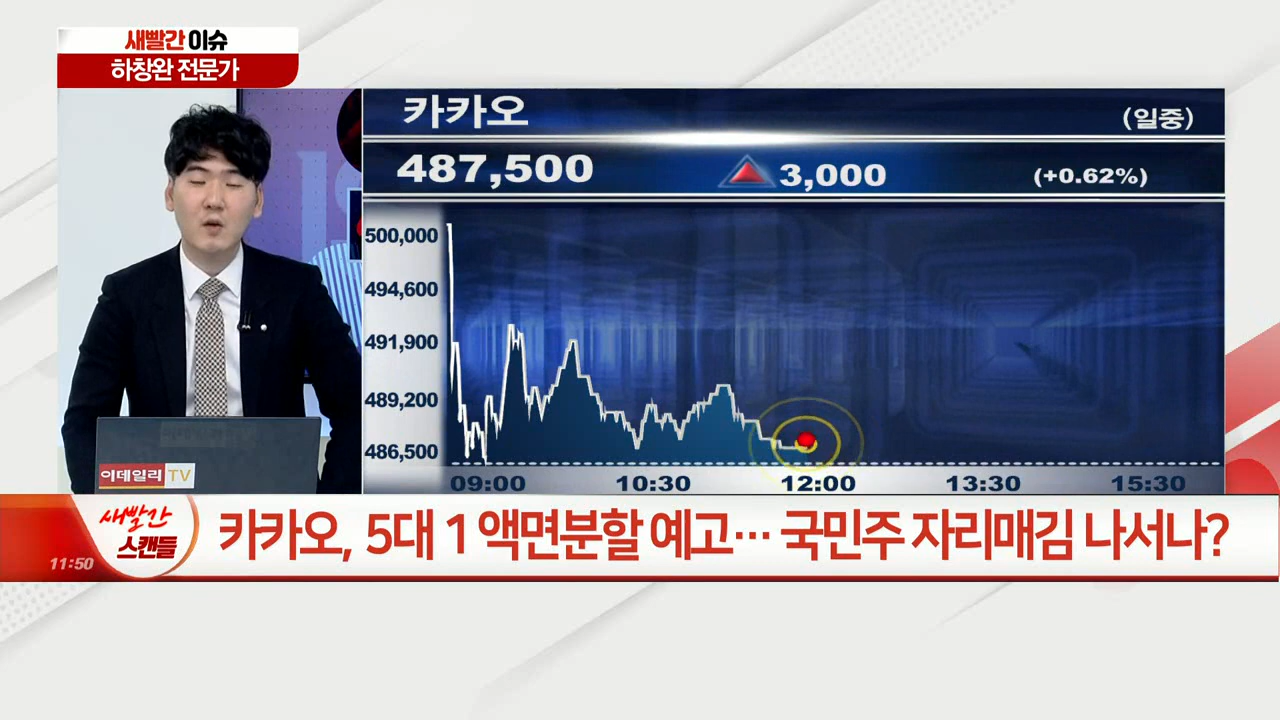 새빨간 이슈
하창완 전문가
카카오
(일중)
487,500
3,000
(+0.62%)
500,000
494,600
491,900
489,200
486,500
09:00
10:30
12:00
13:30
15:30
이데일리 TV
새빨간
스캔들
11:50
카카오, 5대 1 액면분할 예고… 국민주 자리매김 나서나?